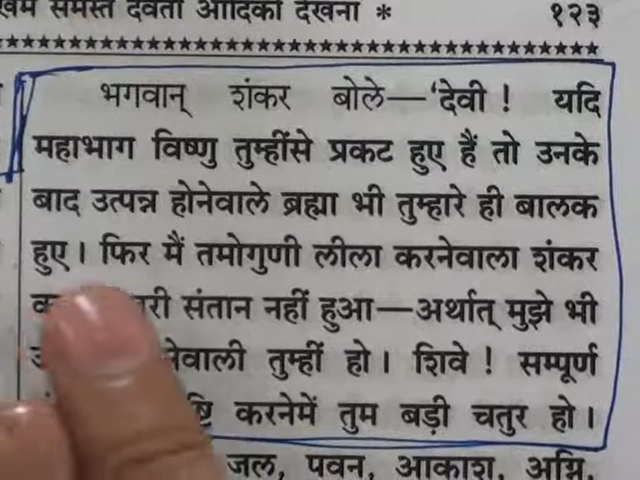 समस्त देवता आदिका देखना * १२३
भगवान् शंकर बोले—'देवी! यदि
महाभाग विष्णु तुम्हींसे प्रकट हुए हैं तो उनके
बाद उत्पन्न होनेवाले ब्रह्मा भी तुम्हारे ही बालक
हुए। फिर मैं तमोगुणी लीला करनेवाला शंकर
संतान नहीं हुआ—अर्थात् मुझे भी
तुम्हीं हो। शिवे! सम्पूर्ण
करनेमें तुम बड़ी चतुर हो।
जल, पवन, आकाश, अग्नि,